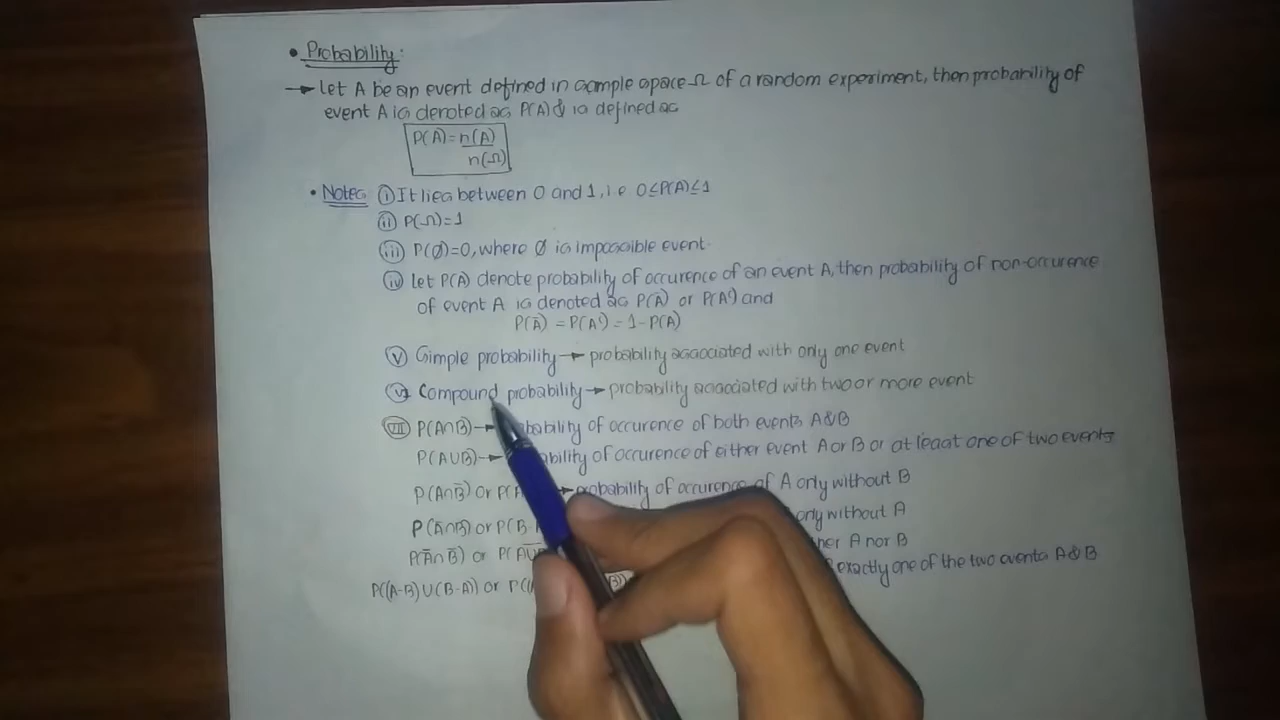 • Probability:
→ let A be an event defined in sample space Ω of a random experiment, then probability of
event A is denoted as P(A) & is defined as
P(A) = n(A)
n(Ω)
• Notes (i) It lies between 0 and 1, i.e 0≤P(A)≤1
(ii) P(Ω)=1
(iii) P(∅)=0, where ∅ is impossible event.
(iv) let P(A) denote probability of occurence of an event A, then probability of non-occurence
of event A is denoted as P(A̅) or P(A') and
P(A̅) = P(A') = 1-P(A)
(v) Simple probability → probability associated with only one event
Compound probability → probability associated with two or more event
(vii) P(A∩B) → bability of occurence of both events A&B
P(A∪B) → bability of occurence of either event A or B or at least one of two events
P(A∩B̅) or P(A → probability of occurence of A only without B
P(A̅∩B) or P(B- only without A
P(A̅∩B̅) or P(A∪B her A nor B
P((A-B)∪(B-A)) or P(( exactly one of the two events A&B